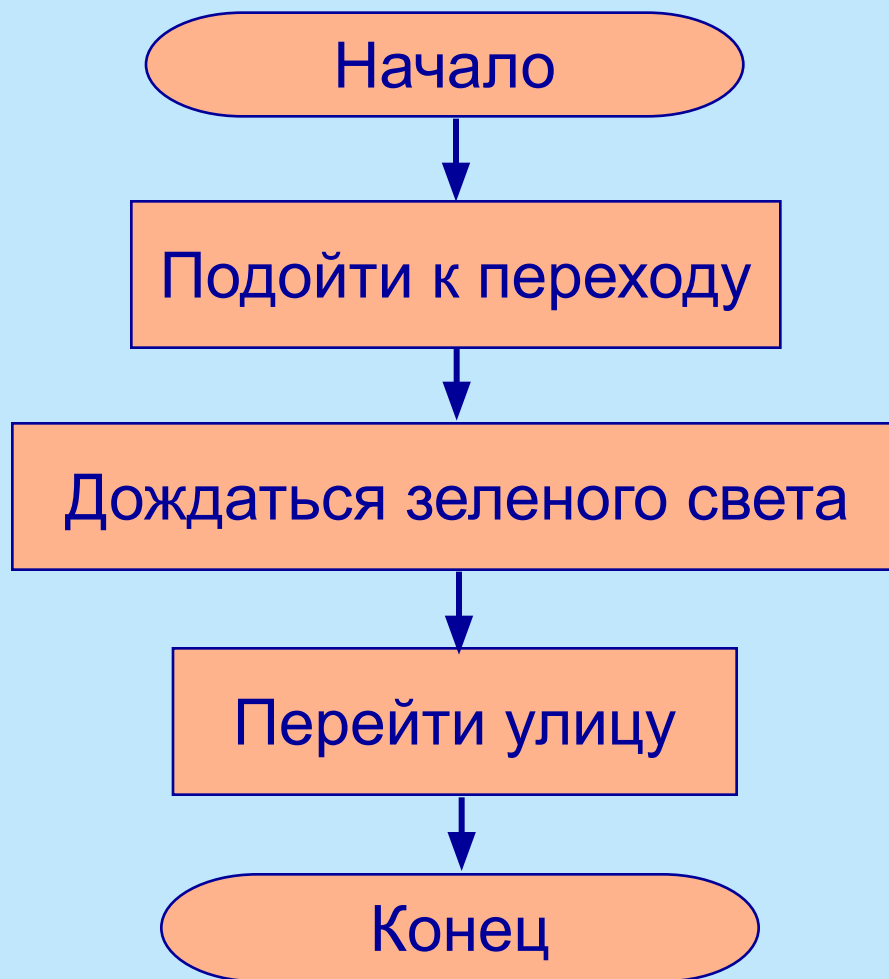 Начало
Подойти к переходу
Дождаться зеленого света
Перейти улицу
Конец